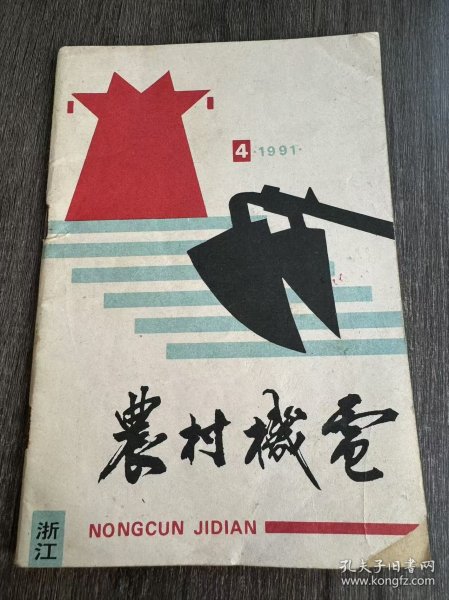 4·1991·
農村機電
浙江
NONGCUN JIDIAN
孔夫子旧书网
www.kongfz.com